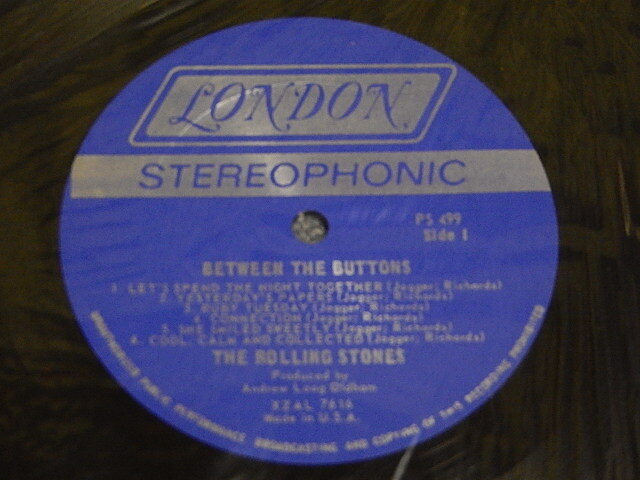 LONDON
STEREOPHONIC
PS 499
Side 1
BETWEEN THE BUTTONS
1. LET'S SPEND THE NIGHT TOGETHER (Jagger; Richards)
2. YESTERDAY'S PAPERS (Jagger; Richards)
3. RUBY TUESDAY (Jagger; Richards)
4. CONNECTION (Jagger; Richards)
5. SHE SMILED SWEETLY (Jagger; Richards)
6. COOL, CALM AND COLLECTED (Jagger; Richards)
THE ROLLING STONES
Produced by
Andrew Loog Oldham
XZAL 7616
Made in U.S.A.
UNAUTHORIZED PUBLIC PERFORMANCE BROADCASTING AND COPYING OF THIS RECORDING PROHIBITED